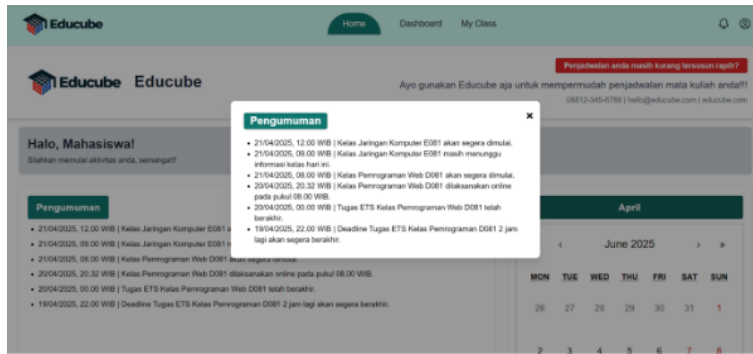 Educube
Home Dashboard My Class
Penjadwalan anda masih kurang tersusun rapih?
Educube Educube
Ayo gunakan Educube aja untuk mempermudah penjadwalan mata kuliah anda!!!
08812-345-6789 | hello@educube.com | educube.com
Halo, Mahasiswa!
Silahkan memulai aktivitas anda, semangat!!
Pengumuman
×
• 21/04/2025, 12.00 WIB | Kelas Jaringan Komputer E081 akan segera dimulai.
• 21/04/2025, 09.00 WIB | Kelas Jaringan Komputer E081 masih menunggu
informasi kelas hari ini.
• 21/04/2025, 08.00 WIB | Kelas Pemrograman Web D081 akan segera dimulai.
• 20/04/2025, 20.32 WIB | Kelas Pemrograman Web D081 dilaksanakan online
pada pukul 08.00 WIB.
• 20/04/2025, 00.00 WIB | Tugas ETS Kelas Pemrograman Web D081 telah
berakhir.
• 19/04/2025, 22.00 WIB | Deadline Tugas ETS Kelas Pemrograman D081 2 jam
lagi akan segera berakhir.
Pengumuman
• 21/04/2025, 12.00 WIB | Kelas Jaringan Komputer E081
• 21/04/2025, 09.00 WIB | Kelas Jaringan Komputer E081
• 21/04/2025, 08.00 WIB | Kelas Pemrograman Web D081 akan segera dimulai.
• 20/04/2025, 20.32 WIB | Kelas Pemrograman Web D081 dilaksanakan online pada pukul 08.00 WIB.
• 20/04/2025, 00.00 WIB | Tugas ETS Kelas Pemrograman Web D081 telah berakhir.
• 19/04/2025, 22.00 WIB | Deadline Tugas ETS Kelas Pemrograman D081 2 jam lagi akan segera berakhir.
April
‹ June 2025 › »
MON TUE WED THU FRI SAT SUN
26 27 28 29 30 31 1
2 3 4 5 6 7 8